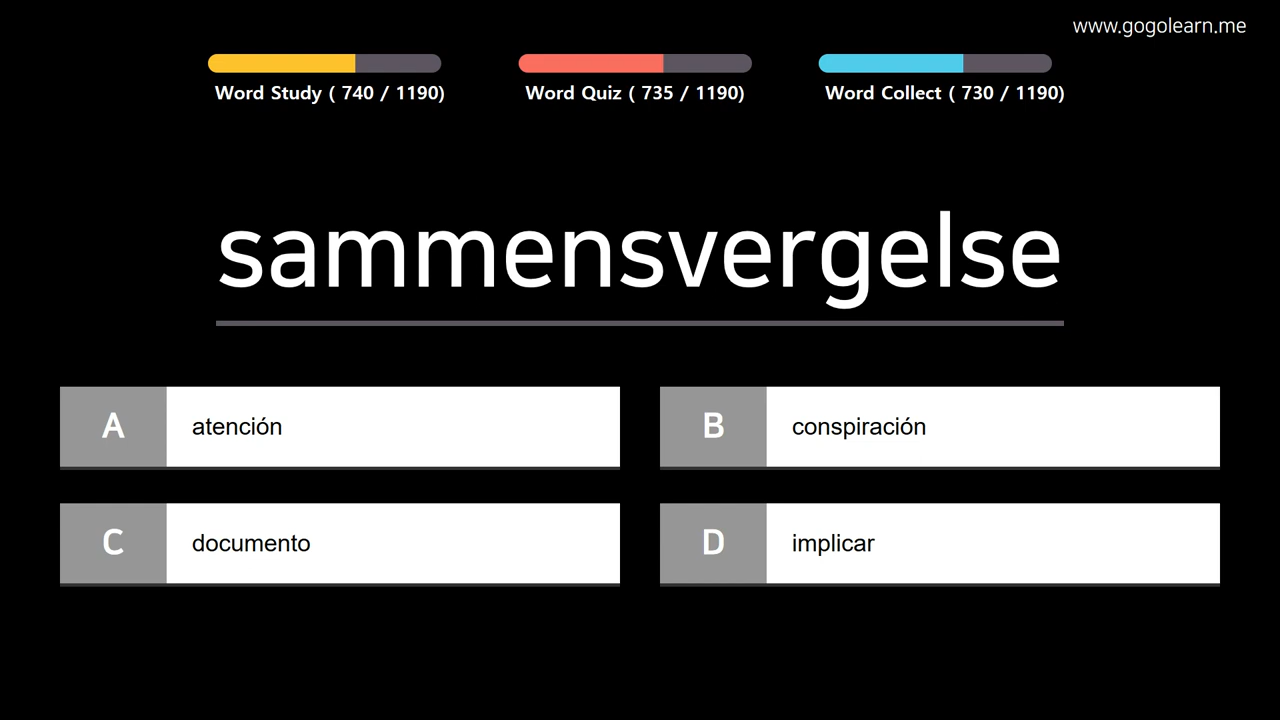 www.gogolearn.me
Word Study ( 740 / 1190)
Word Quiz ( 735 / 1190)
Word Collect ( 730 / 1190)
sammensvergelse
A atención
B conspiración
C documento
D implicar